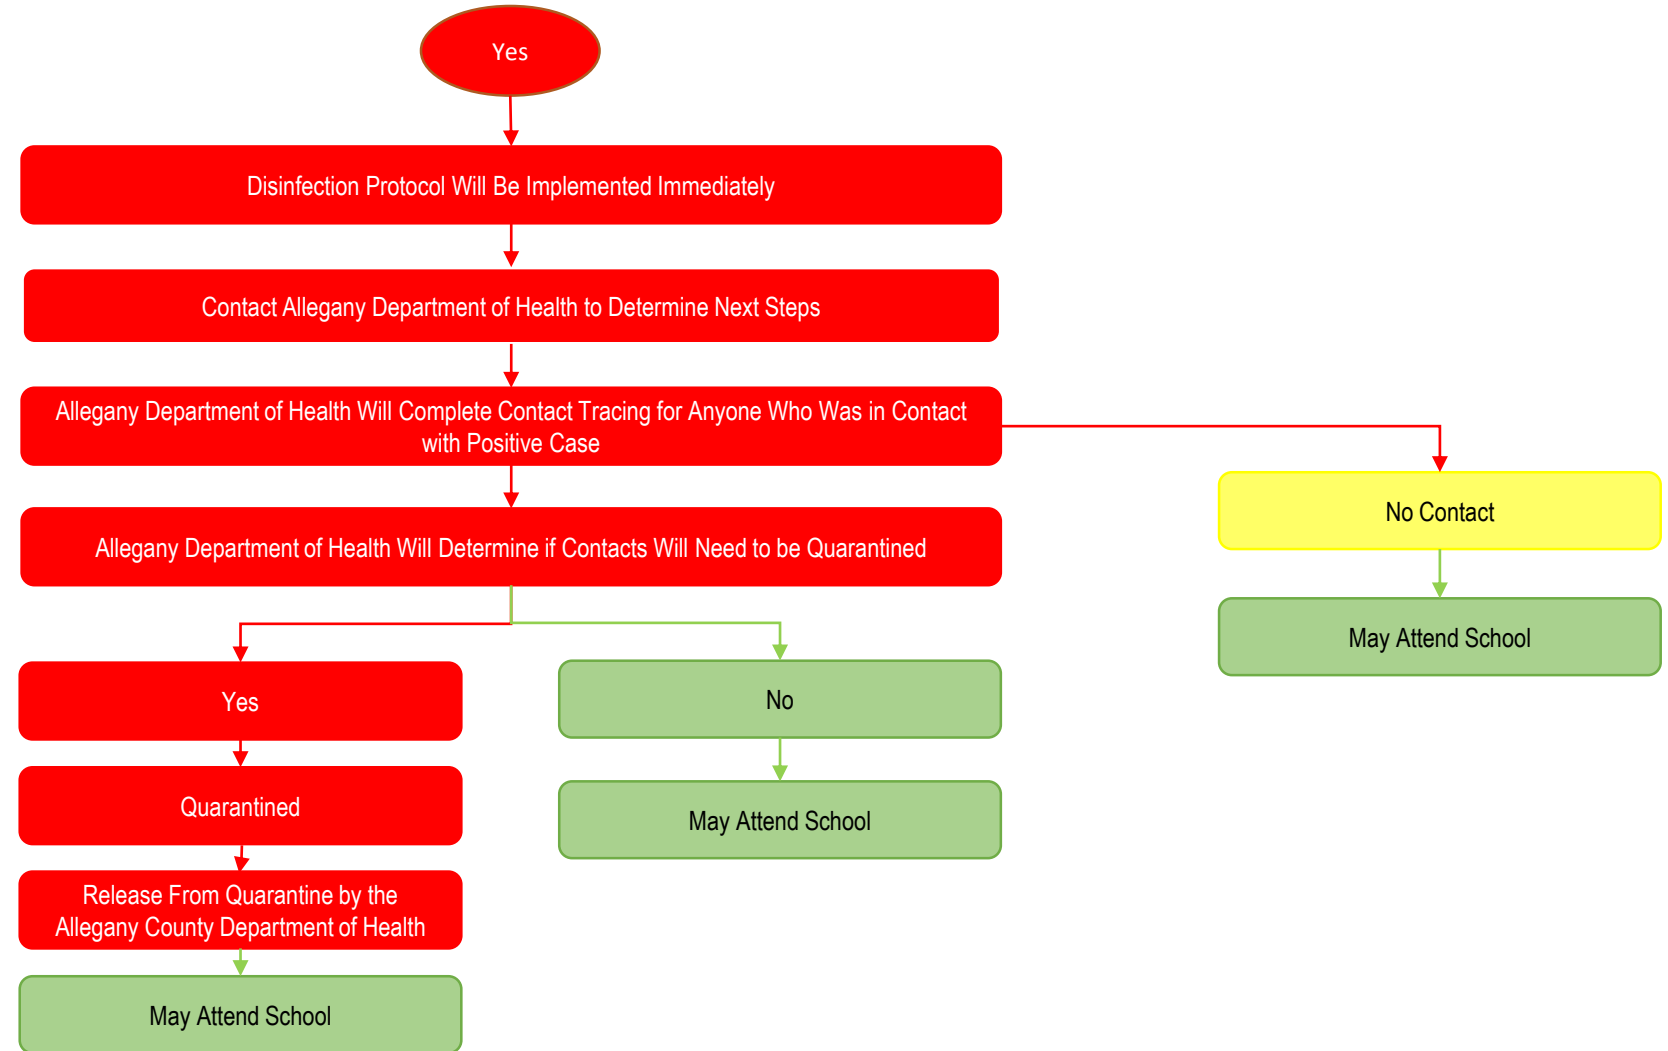 Yes
Disinfection Protocol Will Be Implemented Immediately
Contact Allegany Department of Health to Determine Next Steps
Allegany Department of Health Will Complete Contact Tracing for Anyone Who Was in Contact
with Positive Case
No Contact
Allegany Department of Health Will Determine if Contacts Will Need to be Quarantined
May Attend School
Yes
No
Quarantined
May Attend School
Release From Quarantine by the
Allegany County Department of Health
May Attend School